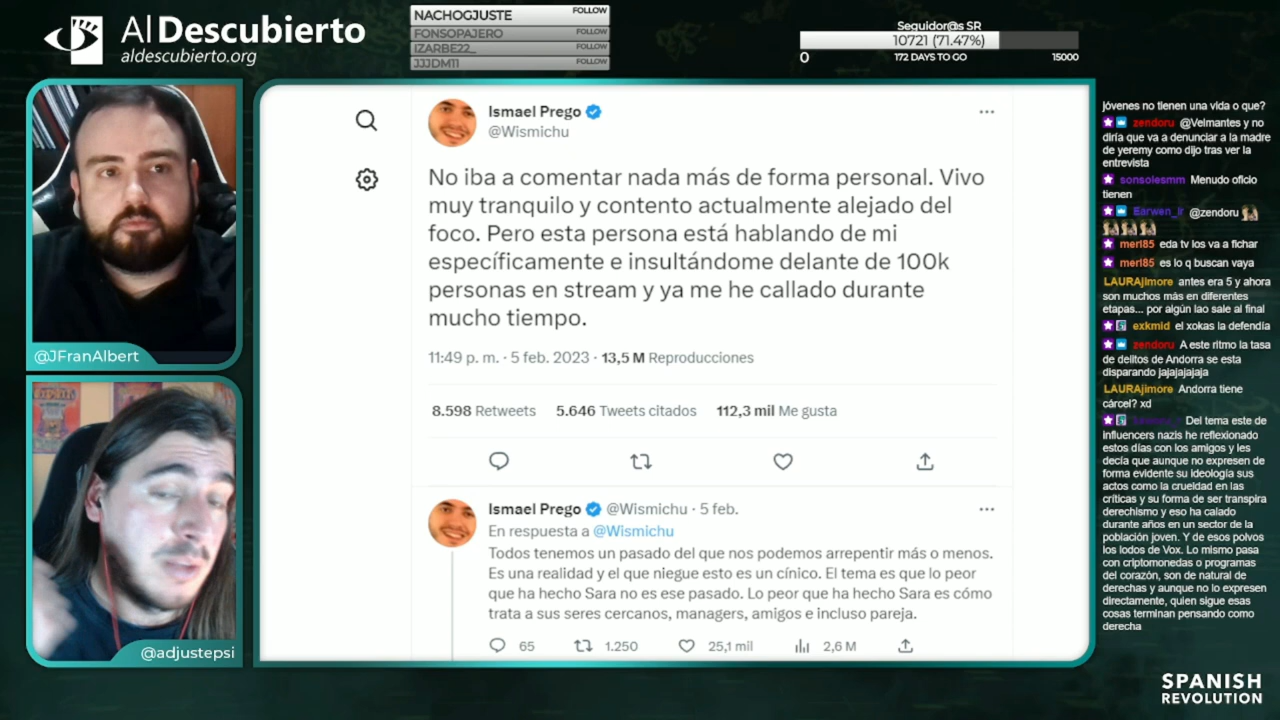 Al Descubierto
aldescubierto.org
NACHOGJUSTE FOLLOW
FONSOPAJERO FOLLOW
IZARBE22_ FOLLOW
JJJDM11 FOLLOW
Seguidor@s SR
10721 (71.47%)
0 172 DAYS TO GO 15000
@JFranAlbert
@adjustepsi
Ismael Prego
@Wismichu
No iba a comentar nada más de forma personal. Vivo
muy tranquilo y contento actualmente alejado del
foco. Pero esta persona está hablando de mi
específicamente e insultándome delante de 100k
personas en stream y ya me he callado durante
mucho tiempo.
11:49 p. m. · 5 feb. 2023 · 13,5 M Reproducciones
8.598 Retweets 5.646 Tweets citados 112,3 mil Me gusta
Ismael Prego @Wismichu · 5 feb.
En respuesta a @Wismichu
Todos tenemos un pasado del que nos podemos arrepentir más o menos.
Es una realidad y el que niegue esto es un cínico. El tema es que lo peor
que ha hecho Sara no es ese pasado. Lo peor que ha hecho Sara es cómo
trata a sus seres cercanos, managers, amigos e incluso pareja.
65 1.250 25,1 mil 2,6 M
jóvenes no tienen una vida o que?
zendoru @Velmantes y no
diría que va a denunciar a la madre
de yeremy como dijo tras ver la
entrevista
sonsolesmm Menudo oficio
tienen
Earwen_ir @zendoru
merl85 eda tv los va a fichar
merl85 es lo q buscan vaya
LAURAjimore antes era 5 y ahora
son muchos más en diferentes
etapas... por algún lao sale al final
exkmid el xokas la defendía
zendoru A este ritmo la tasa
de delitos de Andorra se esta
disparando jajajajajaja
LAURAjimore Andorra tiene
cárcel? xd
Del tema este de
influencers nazis he reflexionado
estos días con los amigos y les
decía que aunque no expresen de
forma evidente su ideología sus
actos como la crueldad en las
críticas y su forma de ser transpira
derechismo y eso ha calado
durante años en un sector de la
población joven. Y de esos polvos
los lodos de Vox. Lo mismo pasa
con criptomonedas o programas
del corazón, son de natural de
derechas y aunque no lo expresen
directamente, quien sigue esas
cosas terminan pensando como
derecha
SPANISH
REVOLUTION